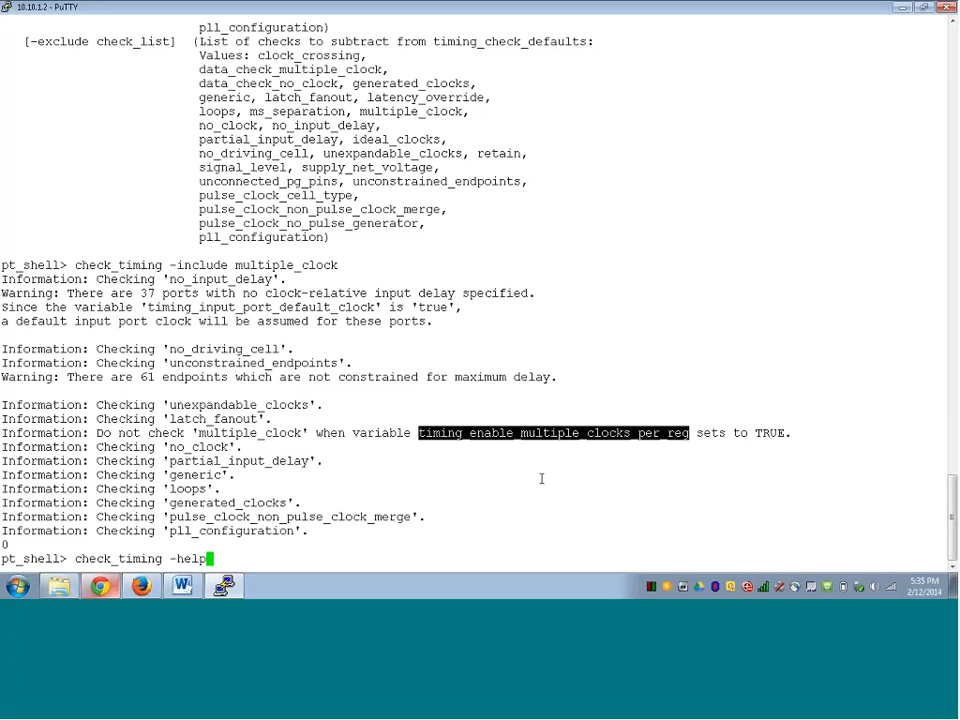 10.10.1.2 - PuTTY
pll_configuration)
[-exclude check_list] (List of checks to subtract from timing_check_defaults:
Values: clock_crossing,
data_check_multiple_clock,
data_check_no_clock, generated_clocks,
generic, latch_fanout, latency_override,
loops, ms_separation, multiple_clock,
no_clock, no_input_delay,
partial_input_delay, ideal_clocks,
no_driving_cell, unexpandable_clocks, retain,
signal_level, supply_net_voltage,
unconnected_pg_pins, unconstrained_endpoints,
pulse_clock_cell_type,
pulse_clock_non_pulse_clock_merge,
pulse_clock_no_pulse_generator,
pll_configuration)
pt_shell> check_timing -include multiple_clock
Information: Checking 'no_input_delay'.
Warning: There are 37 ports with no clock-relative input delay specified.
Since the variable 'timing_input_port_default_clock' is 'true',
a default input port clock will be assumed for these ports.
Information: Checking 'no_driving_cell'.
Information: Checking 'unconstrained_endpoints'.
Warning: There are 61 endpoints which are not constrained for maximum delay.
Information: Checking 'unexpandable_clocks'.
Information: Checking 'latch_fanout'.
Information: Do not check 'multiple_clock' when variable timing_enable_multiple_clocks_per_reg sets to TRUE.
Information: Checking 'no_clock'.
Information: Checking 'partial_input_delay'.
Information: Checking 'generic'.
Information: Checking 'loops'.
Information: Checking 'generated_clocks'.
Information: Checking 'pulse_clock_non_pulse_clock_merge'.
Information: Checking 'pll_configuration'.
0
pt_shell> check_timing -help
5:35 PM
2/12/2014